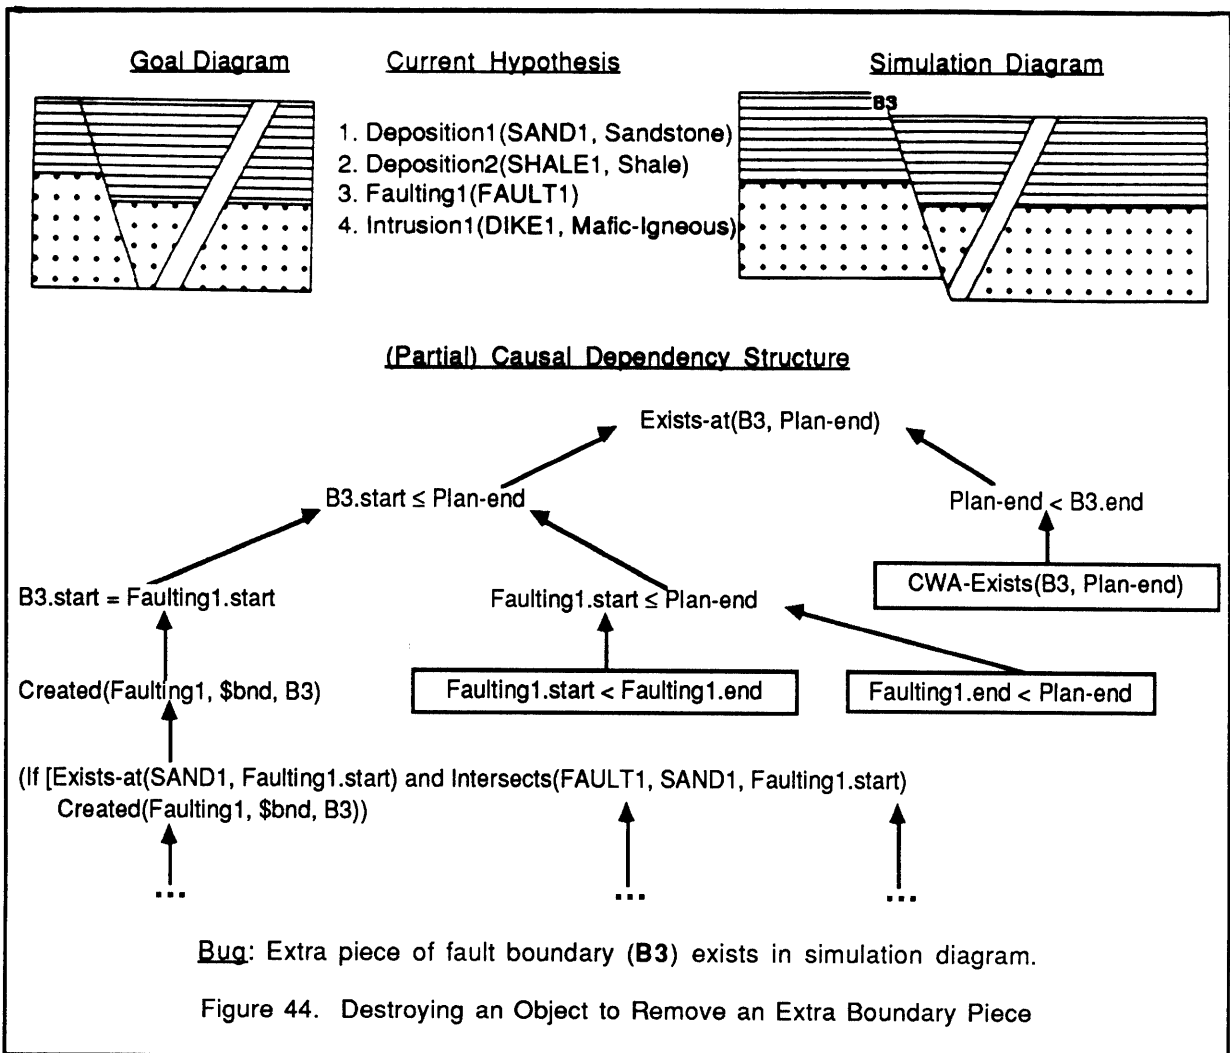 Goal Diagram
Current Hypothesis
Simulation Diagram
B3
1. Deposition1(SAND1, Sandstone)
2. Deposition2(SHALE1, Shale)
3. Faulting1(FAULT1)
4. Intrusion1(DIKE1, Mafic-Igneous)
(Partial) Causal Dependency Structure
Exists-at(B3, Plan-end)
B3.start ≤ Plan-end
Plan-end < B3.end
B3.start = Faulting1.start
Faulting1.start ≤ Plan-end
CWA-Exists(B3, Plan-end)
Created(Faulting1, $bnd, B3)
Faulting1.start < Faulting1.end
Faulting1.end < Plan-end
(If [Exists-at(SAND1, Faulting1.start) and Intersects(FAULT1, SAND1, Faulting1.start)
Created(Faulting1, $bnd, B3))
...
...
...
Bug: Extra piece of fault boundary (B3) exists in simulation diagram.
Figure 44. Destroying an Object to Remove an Extra Boundary Piece